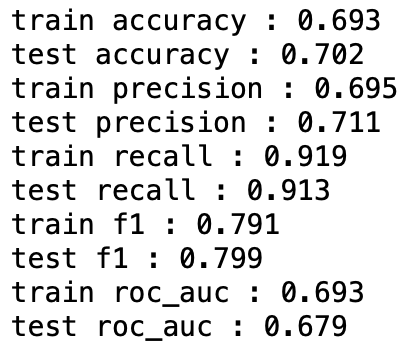 train accuracy : 0.693
test accuracy : 0.702
train precision : 0.695
test precision : 0.711
train recall : 0.919
test recall : 0.913
train f1 : 0.791
test f1 : 0.799
train roc_auc : 0.693
test roc_auc : 0.679